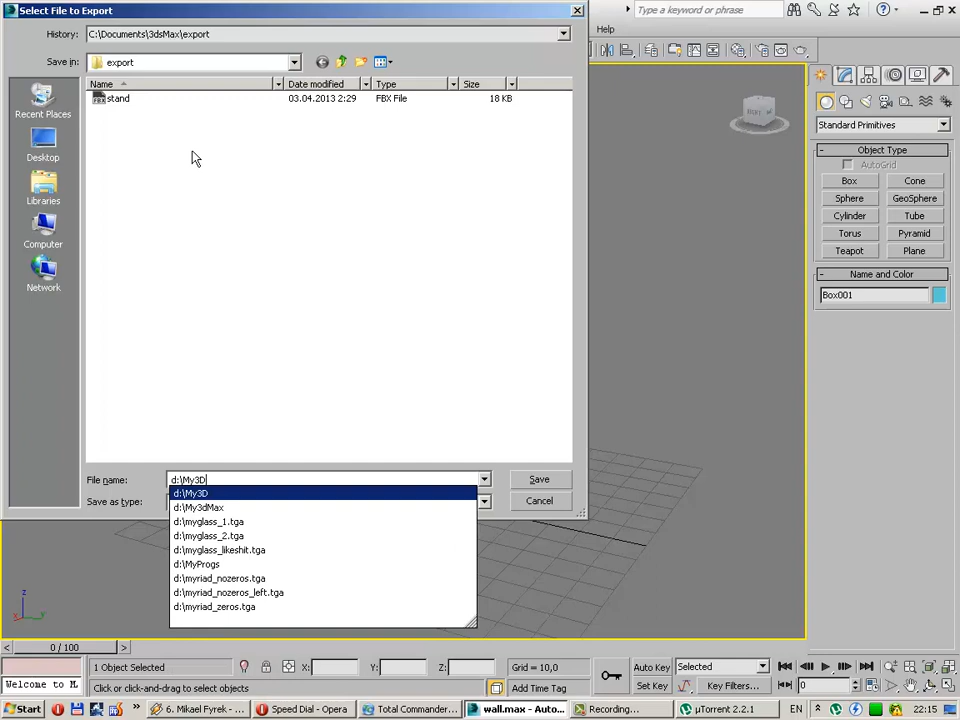 Select File to Export
History: C:\Documents\3dsMax\export
Type a keyword or phrase
Save in: export
Help
Name
Date modified
Type
Size
stand 03.04.2013 2:29 FBX File 18 KB
Recent Places
Desktop
Libraries
Computer
Network
Standard Primitives
- Object Type
AutoGrid
Box Cone
Sphere GeoSphere
Cylinder Tube
Torus Pyramid
Teapot Plane
- Name and Color
Box001
File name: d:\My3D
Save
Save as type:
Cancel
d:\My3D
d:\My3dMax
d:\myglass_1.tga
d:\myglass_2.tga
d:\myglass_likeshit.tga
d:\MyProgs
d:\myriad_nozeros.tga
d:\myriad_nozeros_left.tga
d:\myriad_zeros.tga
z
x
< 0 / 100 >
1 Object Selected X: Y: Z: Grid = 10,0 Auto Key Selected
Welcome to M. Click or click-and-drag to select objects Add Time Tag Set Key Key Filters... 0
Start » 6. Mikael Fyrek - ... Speed Dial - Opera Total Commander... wall.max - Auto... Recording... µTorrent 2.2.1 EN 22:15